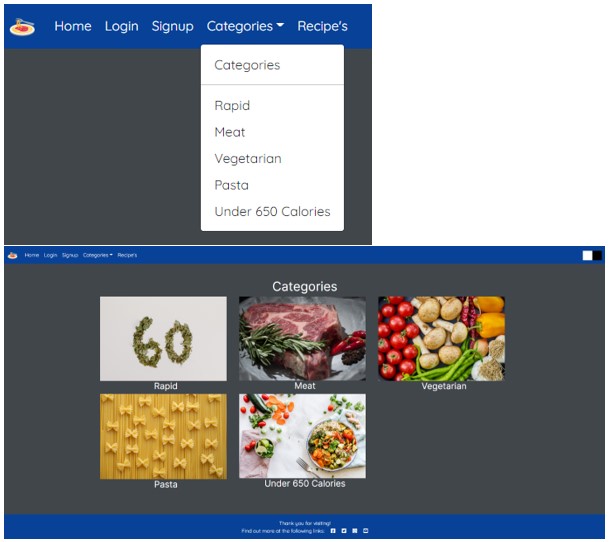 Home Login Signup Categories Recipe's
Categories
Rapid
Meat
Vegetarian
Pasta
Under 650 Calories
Home Login Signup Categories Recipe's
Categories
60
Rapid Meat Vegetarian
Pasta Under 650 Calories
Thank you for visiting!
Find out more at the following links: